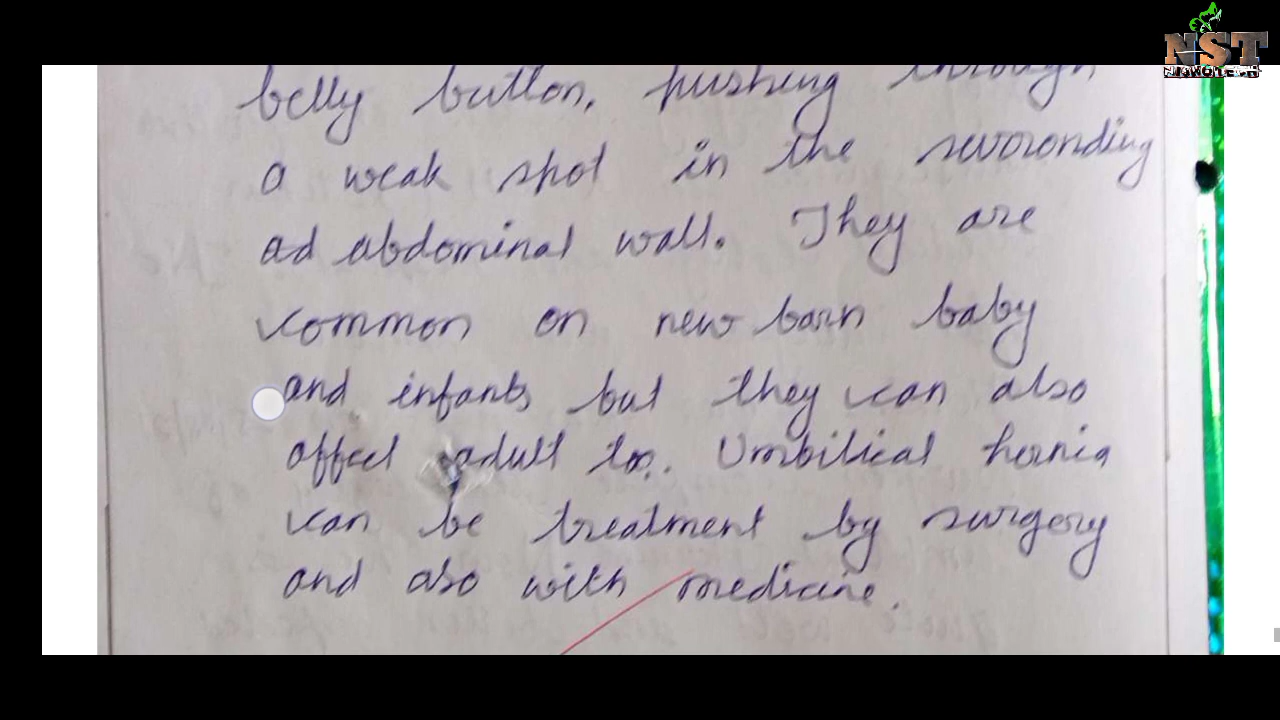 NST
belly button, pushing through
a weak spot in the surronding
ad abdominal wall. They are
common on new barn baby
and infants but they can also
affect adult to.. Umbilical hernia
can be treatment by surgery
and also with medicine.